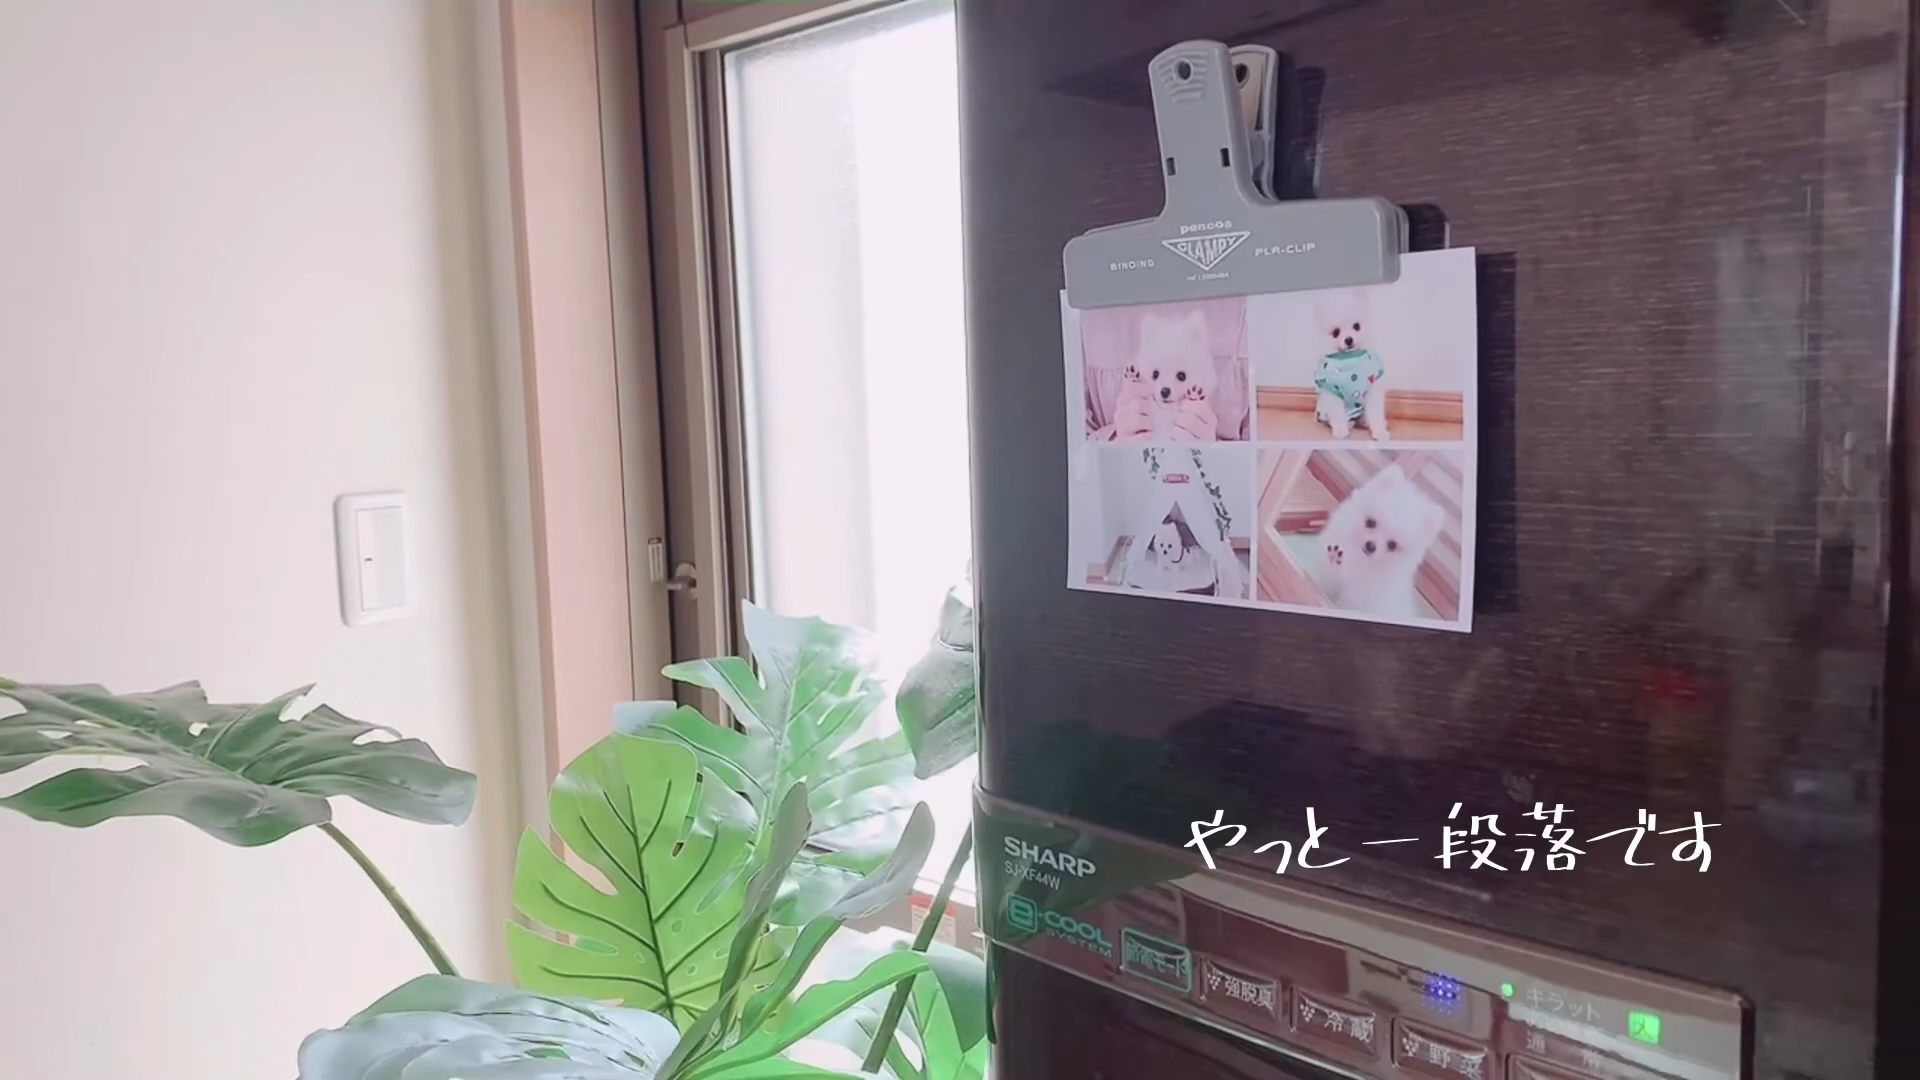 penco®
CLAMPY
BINDING
PLA-CLIP
やっと一段落です
SHARP
SJ-XF44W
E-COOL
SYSTEM
節電モード
強脱臭
冷蔵
野菜
キラット